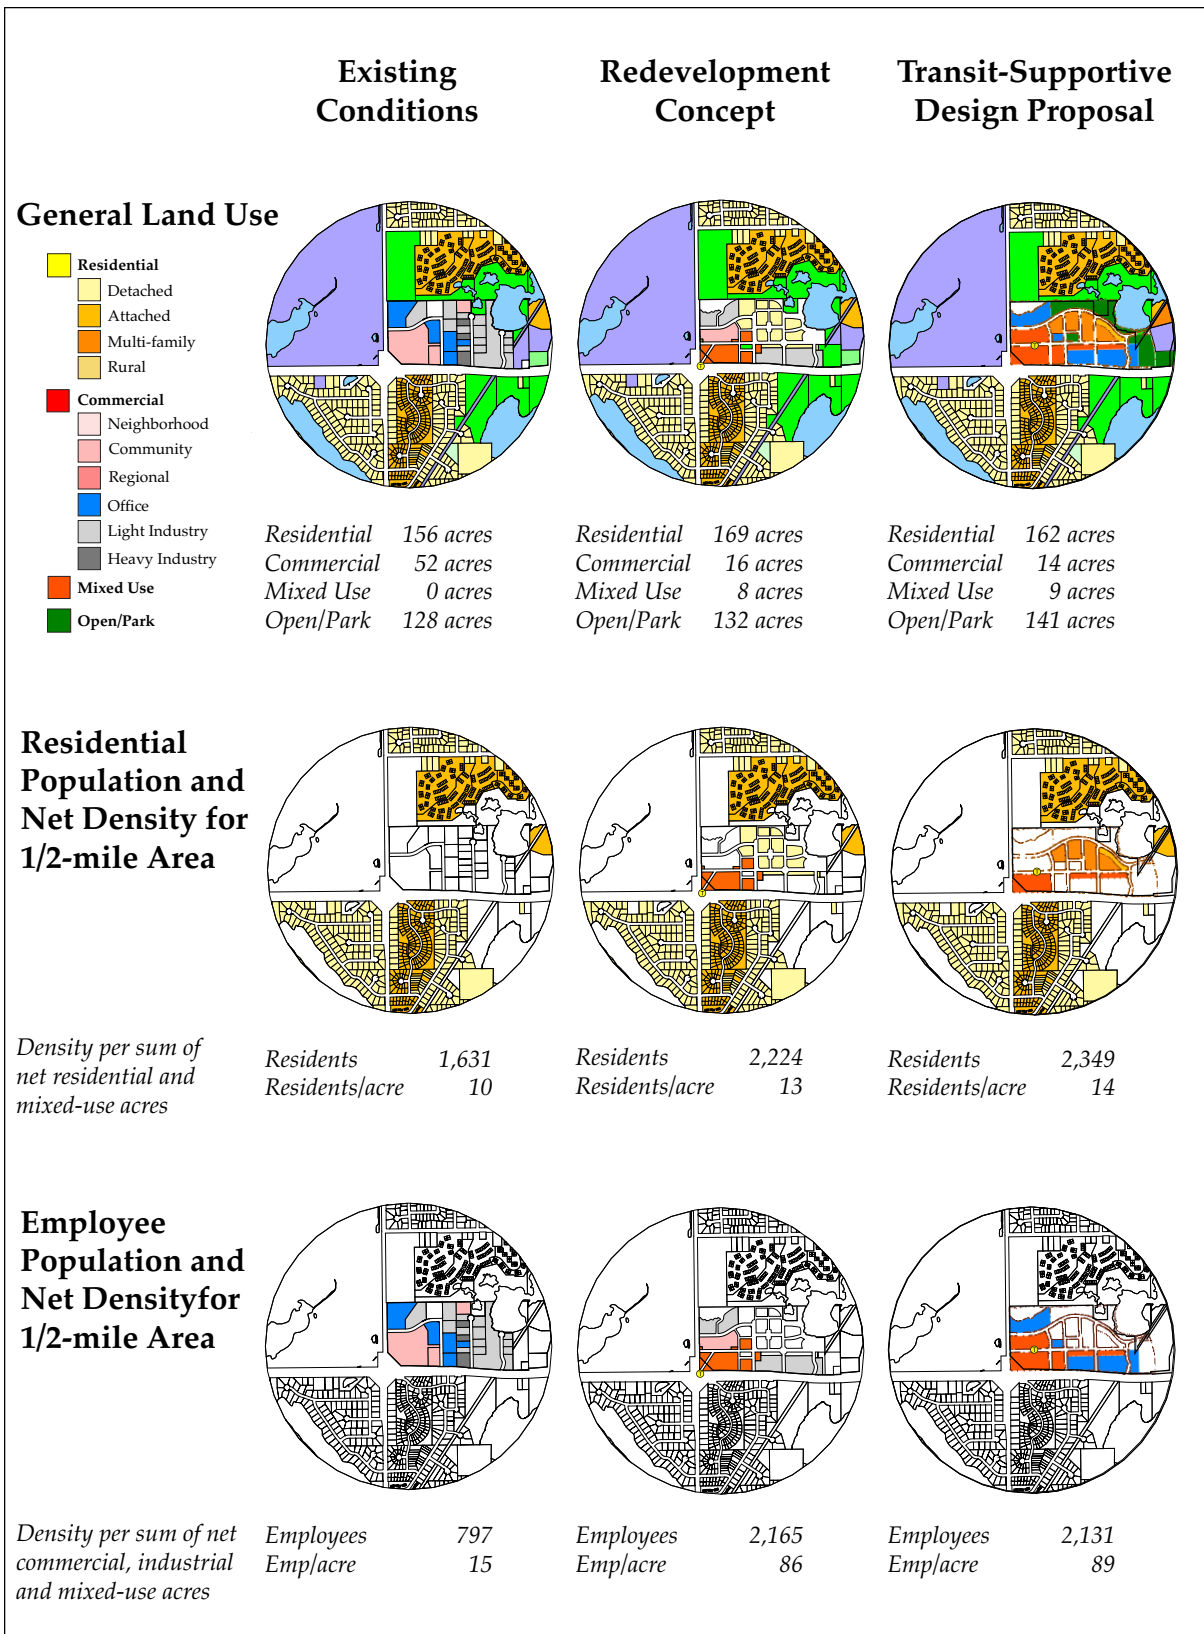 Existing
Conditions
Redevelopment
Concept
Transit-Supportive
Design Proposal
General Land Use
Residential
Detached
Attached
Multi-family
Rural
Commercial
Neighborhood
Community
Regional
Office
Light Industry
Heavy Industry
Mixed Use
Open/Park
Residential 156 acres
Commercial 52 acres
Mixed Use 0 acres
Open/Park 128 acres
Residential 169 acres
Commercial 16 acres
Mixed Use 8 acres
Open/Park 132 acres
Residential 162 acres
Commercial 14 acres
Mixed Use 9 acres
Open/Park 141 acres
Residential
Population and
Net Density for
1/2-mile Area
Density per sum of
net residential and
mixed-use acres
Residents 1,631
Residents/acre 10
Residents 2,224
Residents/acre 13
Residents 2,349
Residents/acre 14
Employee
Population and
Net Densityfor
1/2-mile Area
Density per sum of net
commercial, industrial
and mixed-use acres
Employees 797
Emp/acre 15
Employees 2,165
Emp/acre 86
Employees 2,131
Emp/acre 89